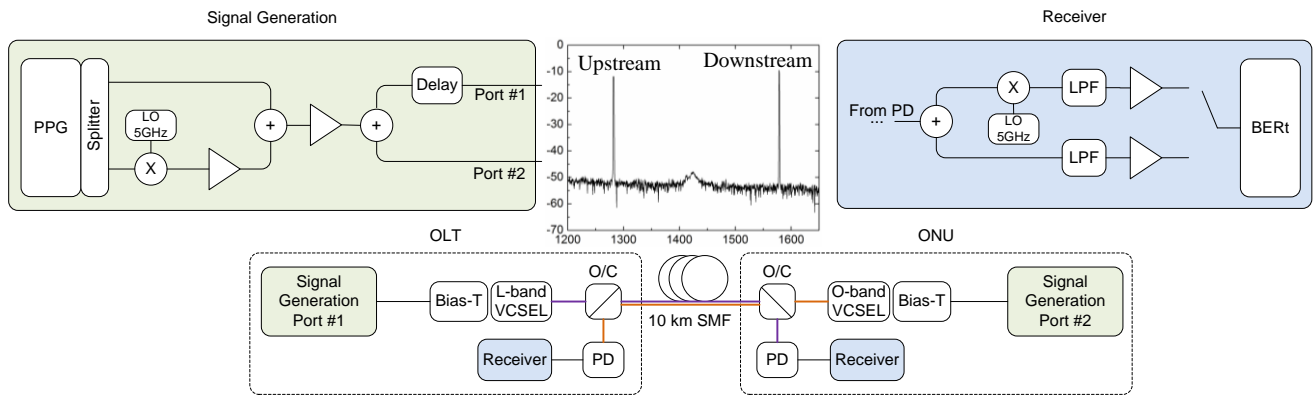 Signal Generation
Receiver
PPG
Splitter
LO
5GHz
X
+
+
Delay
Port #1
Port #2
Upstream
Downstream
0
-10
-20
-30
-40
-50
-60
-70
1200
1300
1400
1500
1600
From PD
...
+
X
LO
5GHz
LPF
LPF
BERt
OLT
ONU
Signal
Generation
Port #1
Bias-T
L-band
VCSEL
O/C
Receiver
PD
10 km SMF
O/C
O-band
VCSEL
Bias-T
Signal
Generation
Port #2
PD
Receiver